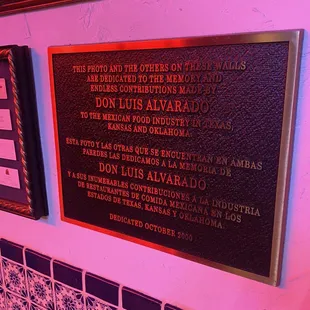 THIS PHOTO AND THE OTHERS ON THESE WALLS
ARE DEDICATED TO THE MEMORY AND
ENDLESS CONTRIBUTIONS MADE BY
DON LUIS ALVARADO
TO THE MEXICAN FOOD INDUSTRY IN TEXAS,
KANSAS AND OKLAHOMA.
ESTA FOTO Y LAS OTRAS QUE SE ENCUENTRAN EN AMBAS
PAREDES LAS DEDICAMOS A LA MEMORIA DE
DON LUIS ALVARADO
Y A SUS INUMERABLES CONTRIBUCIONES A LA INDUSTRIA
DE RESTAURANTES DE COMIDA MEXICANA EN LOS
ESTADOS DE TEXAS, KANSAS Y OKLAHOMA.
DEDICATED OCTOBER 2000